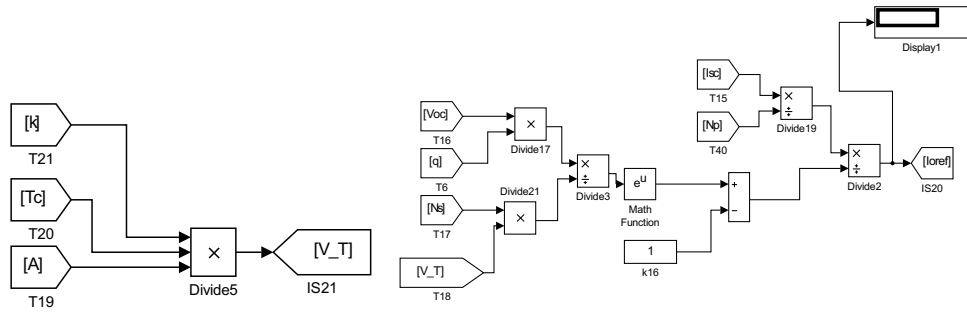 [k]
T21
[Tc]
T20
[A]
T19
×
Divide5
[V_T]
IS21
[Voc]
T16
[q]
T6
×
Divide17
[Ns]
T17
[V_T]
T18
Divide21
×
×
÷
Divide3
eᵘ
Math
Function
1
k16
+
−
[Isc]
T15
[Np]
T40
×
÷
Divide19
×
÷
Divide2
[Ioref]
IS20
Display1